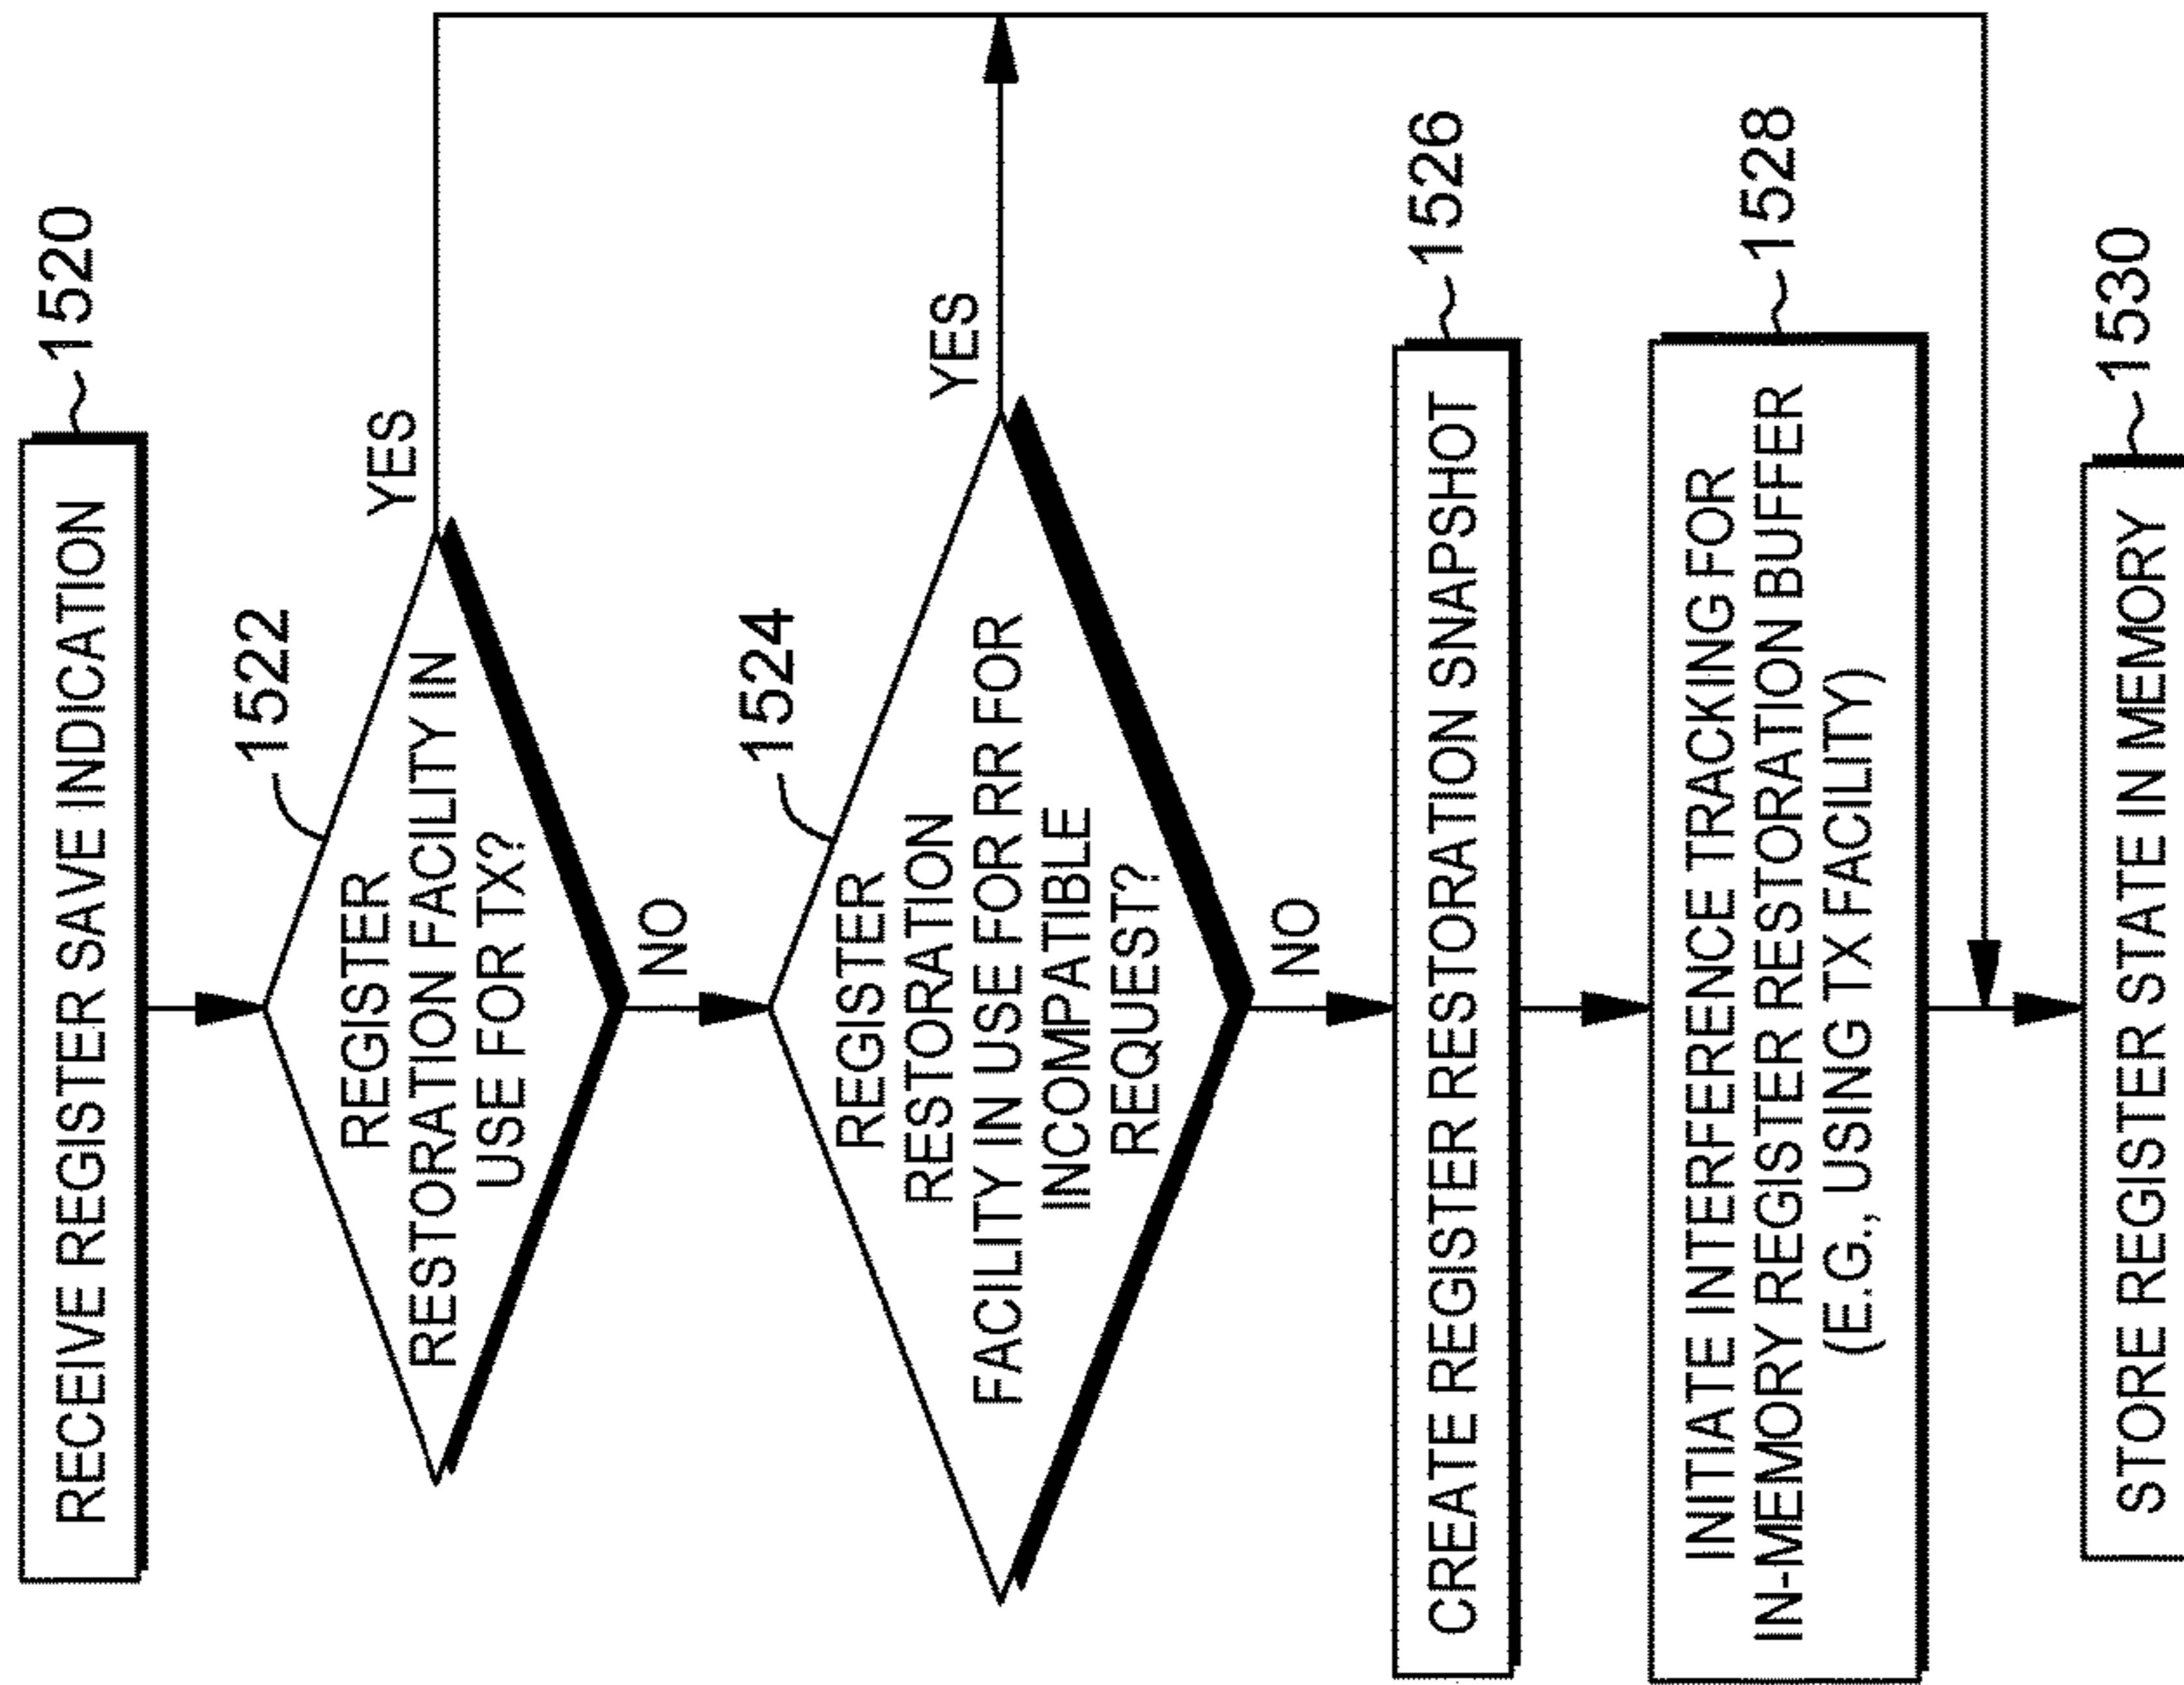 RECEIVE REGISTER SAVE INDICATION
1520
1522
REGISTER
RESTORATION FACILITY IN
USE FOR TX?
YES
NO
1524
REGISTER
RESTORATION
FACILITY IN USE FOR RRR FOR
INCOMPATIBLE
REQUEST?
YES
NO
CREATE REGISTER RESTORATION SNAPSHOT
1526
INITIATE INTERFERENCE TRACKING FOR
IN-MEMORY REGISTER RESTORATION BUFFER
(E.G., USING TX FACILITY)
1528
STORE REGISTER STATE IN MEMORY
1530